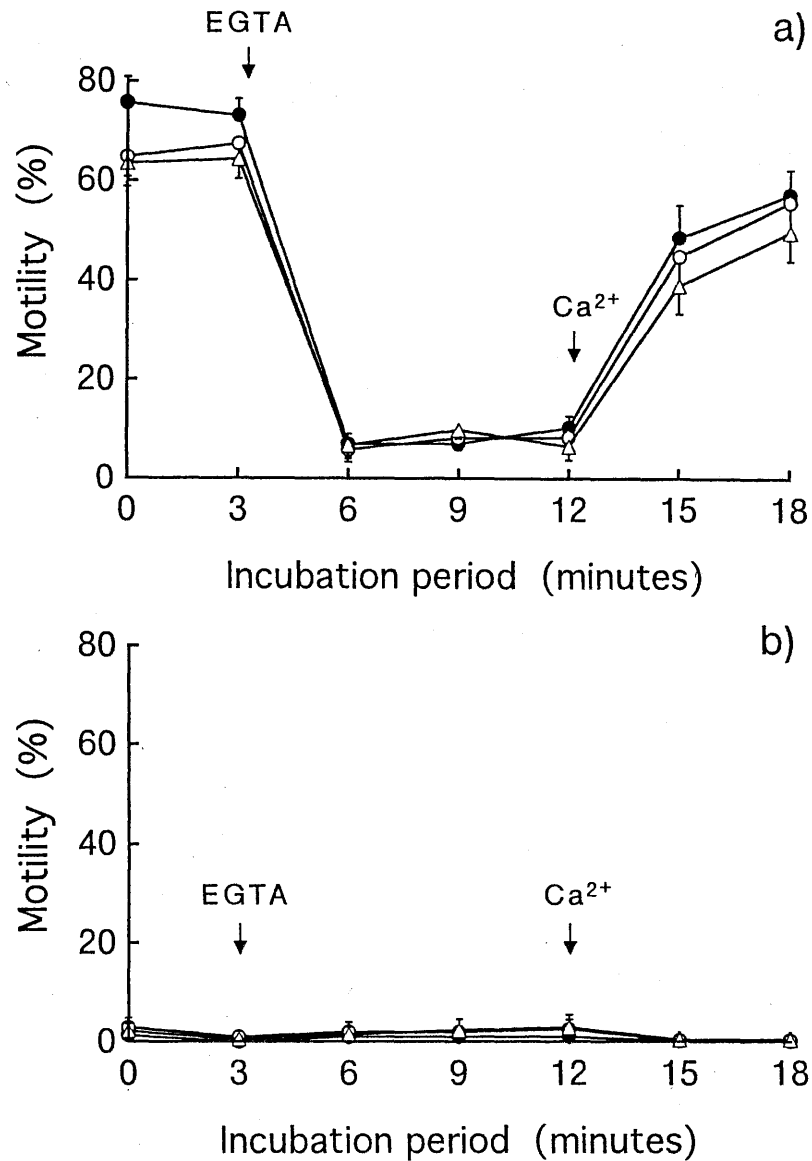 EGTA
a)
80
60
40
20
0
Motility (%)
Ca²⁺
0 3 6 9 12 15 18
Incubation period (minutes)
b)
80
60
40
20
0
Motility (%)
EGTA
Ca²⁺
0 3 6 9 12 15 18
Incubation period (minutes)